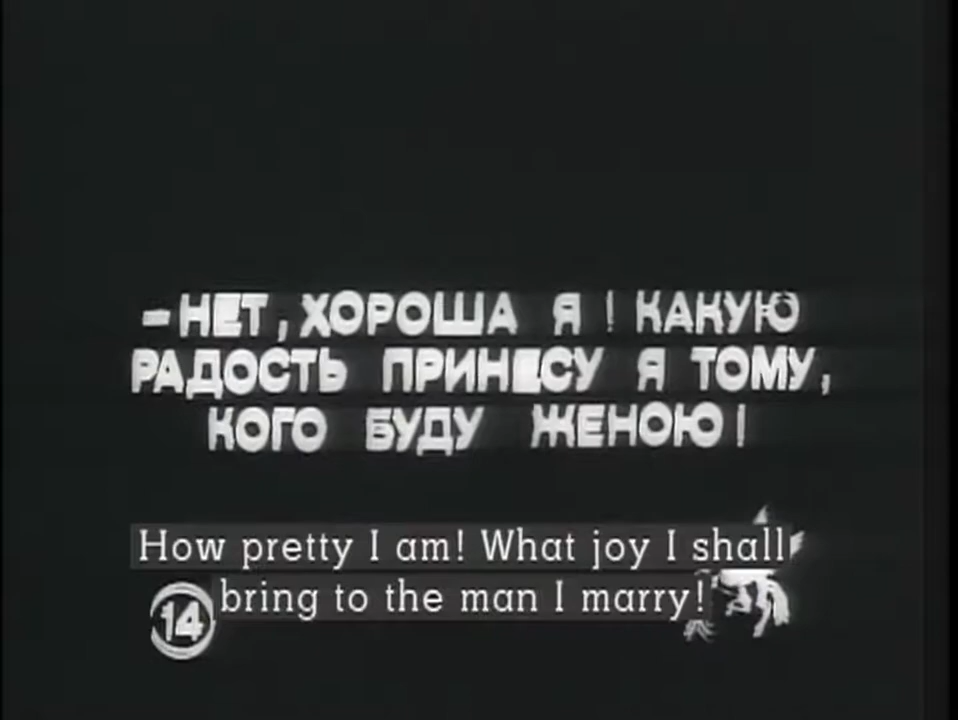 –НЕТ, ХОРОША Я! КАКУЮ
РАДОСТЬ ПРИНЕСУ Я ТОМУ,
КОГО БУДУ ЖЕНОЮ!
How pretty I am! What joy I shall
bring to the man I marry!
14